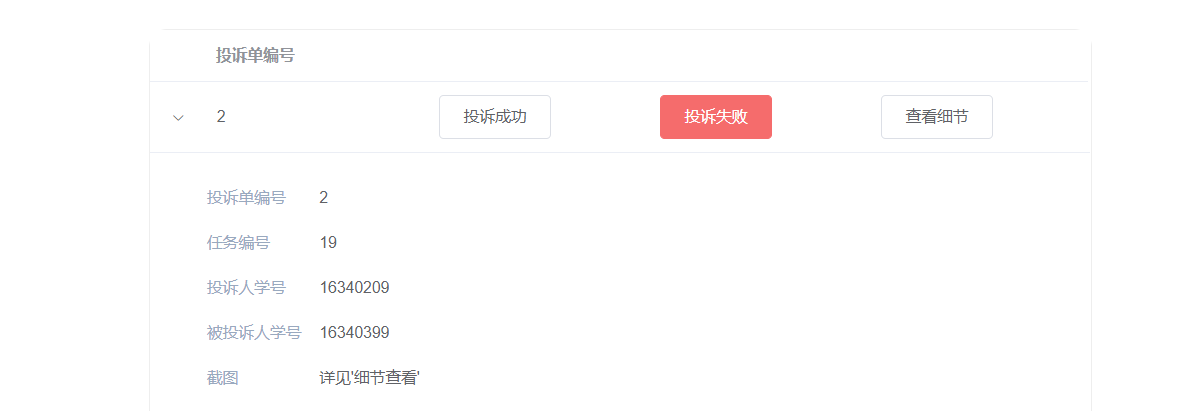 投诉单编号
2 投诉成功 投诉失败 查看细节
投诉单编号 2
任务编号 19
投诉人学号 16340209
被投诉人学号 16340399
截图 详见'细节查看'